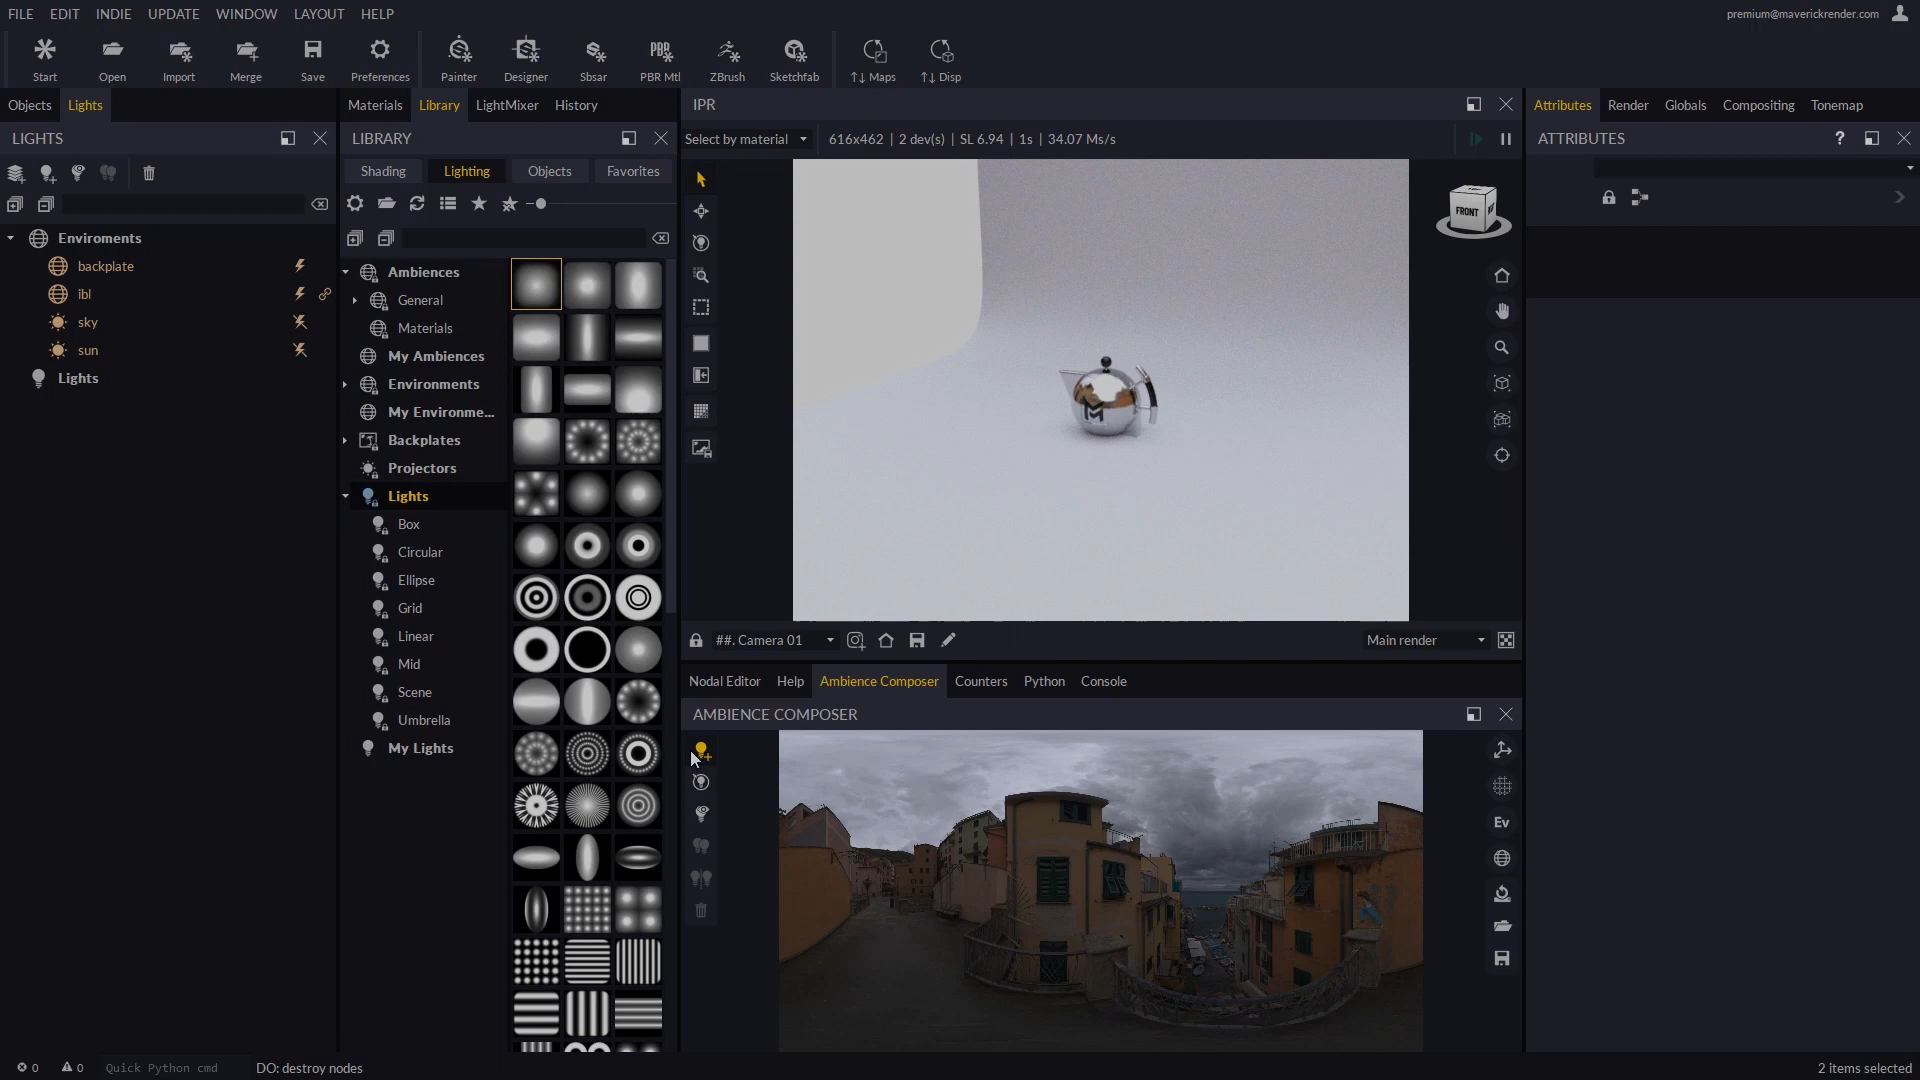 FILE EDIT INDIE UPDATE WINDOW LAYOUT HELP
premium@maverickrender.com
Start Open Import Merge Save Preferences Painter Designer Sbsar PBR Mtl ZBrush Sketchfab ↑↓ Maps ↑↓ Disp
PBR
Objects Lights
LIGHTS
Enviroments
backplate
ibl
sky
sun
Lights
Materials Library LightMixer History
LIBRARY
Shading Lighting Objects Favorites
Ambiences
General
Materials
My Ambiences
Environments
My Environme...
Backplates
Projectors
Lights
Box
Circular
Ellipse
Grid
Linear
Mid
Scene
Umbrella
My Lights
IPR
Select by material
616x462 | 2 dev(s) | SL 6.94 | 1s | 34.07 Ms/s
FRONT
M
##. Camera 01
Main render
Nodal Editor Help Ambience Composer Counters Python Console
AMBIENCE COMPOSER
Ev
Attributes Render Globals Compositing Tonemap
ATTRIBUTES ?
0 0 Quick Python cmd DO: destroy nodes
2 items selected